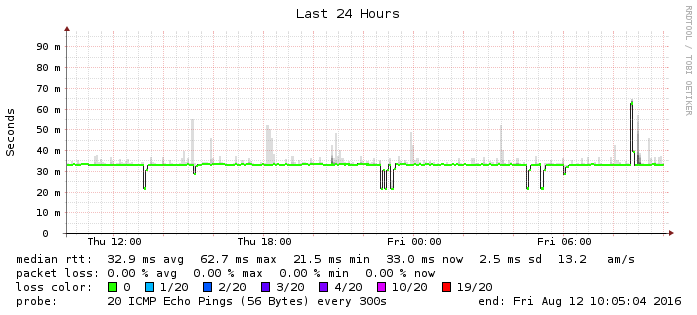 Last 24 Hours
RRDTOOL / TOBI OETIKER
Seconds
90 m
80 m
70 m
60 m
50 m
40 m
30 m
20 m
10 m
0
Thu 12:00 Thu 18:00 Fri 00:00 Fri 06:00
median rtt: 32.9 ms avg 62.7 ms max 21.5 ms min 33.0 ms now 2.5 ms sd 13.2 am/s
packet loss: 0.00 % avg 0.00 % max 0.00 % min 0.00 % now
loss color: 0 1/20 2/20 3/20 4/20 10/20 19/20
probe: 20 ICMP Echo Pings (56 Bytes) every 300s end: Fri Aug 12 10:05:04 2016